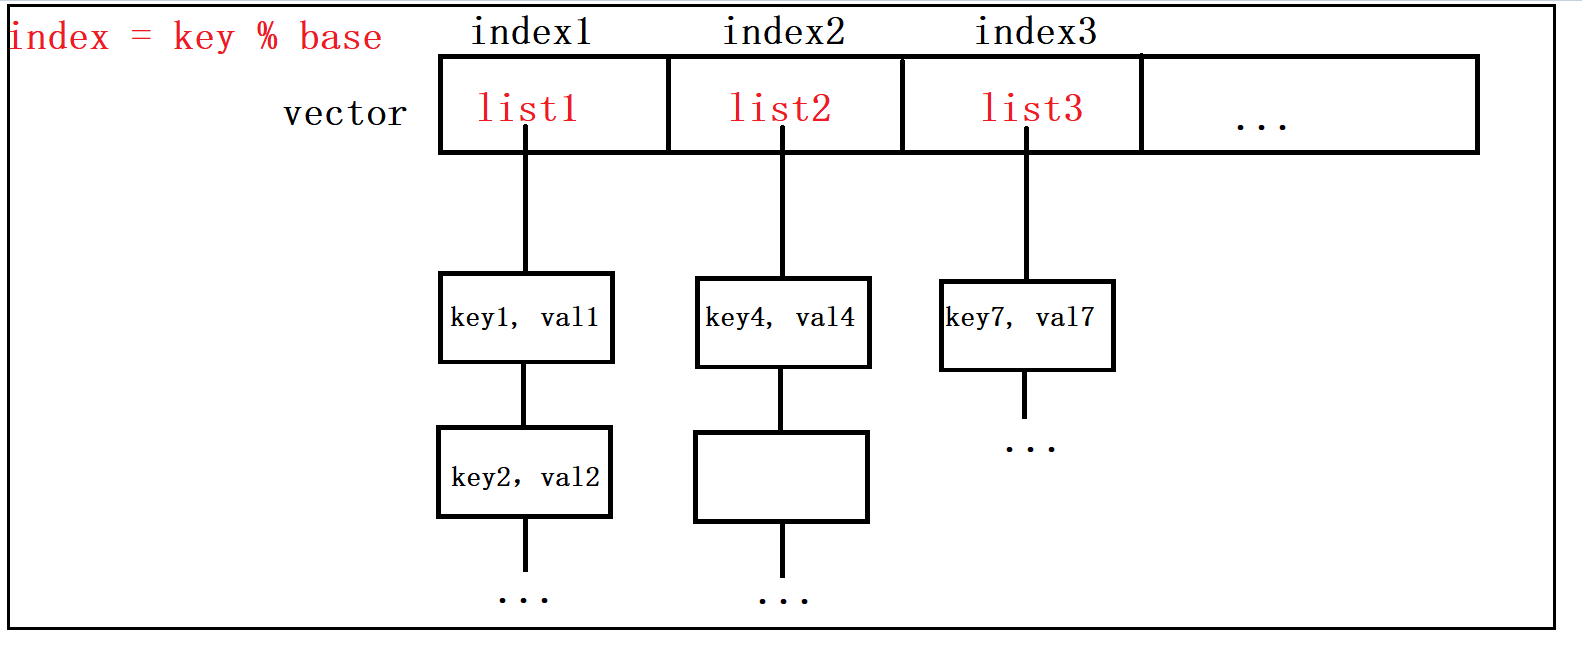 index = key % base
index1 index2 index3
vector
list1 list2 list3 ...
key1, val1 key4, val4 key7, val7
...
key2, val2
... ...